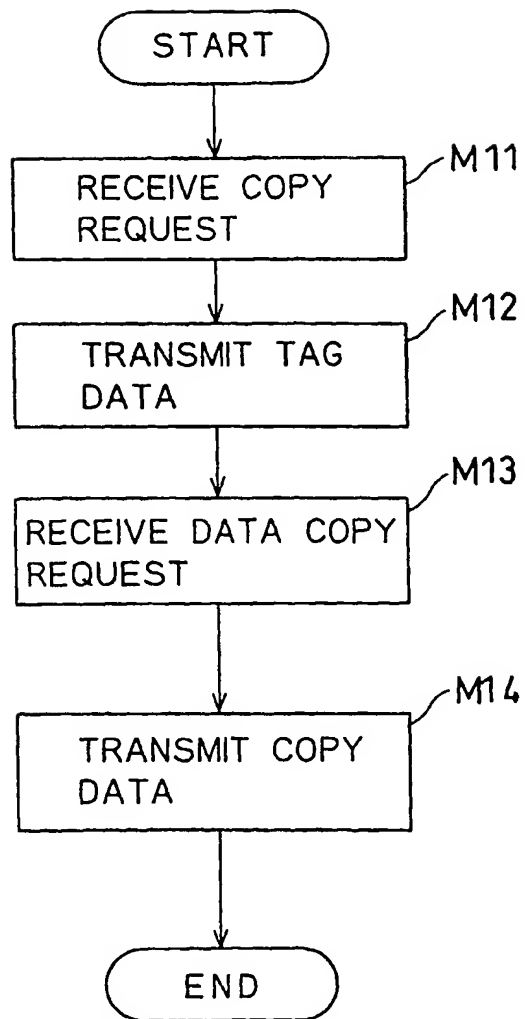 START
M11
RECEIVE COPY
REQUEST
M12
TRANSMIT TAG
DATA
M13
RECEIVE DATA COPY
REQUEST
M14
TRANSMIT COPY
DATA
END